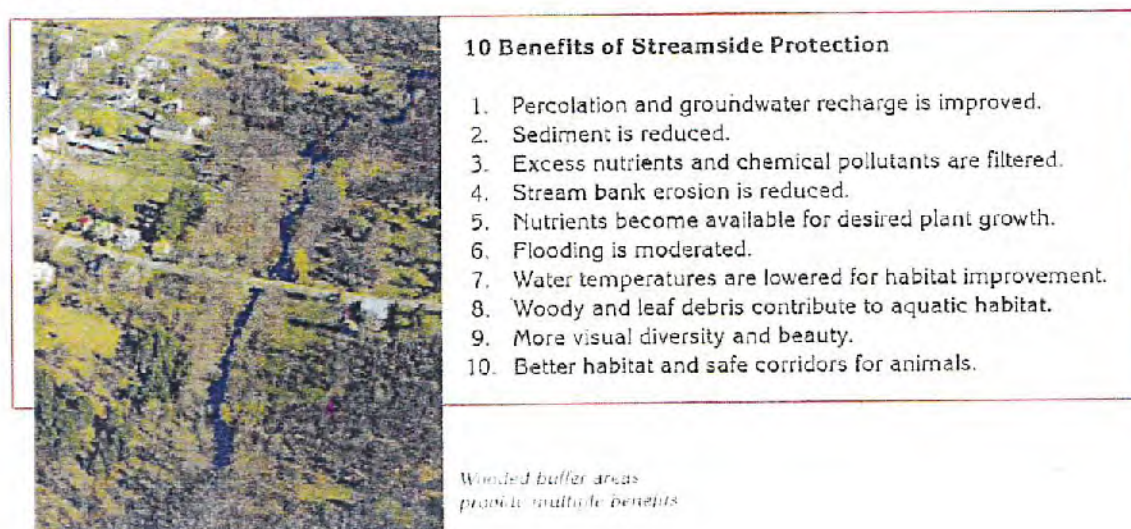 10 Benefits of Streamside Protection
1. Percolation and groundwater recharge is improved.
2. Sediment is reduced.
3. Excess nutrients and chemical pollutants are filtered.
4. Stream bank erosion is reduced.
5. Nutrients become available for desired plant growth.
6. Flooding is moderated.
7. Water temperatures are lowered for habitat improvement.
8. Woody and leaf debris contribute to aquatic habitat.
9. More visual diversity and beauty.
10. Better habitat and safe corridors for animals.
Wooded buffer areas
provide multiple benefits